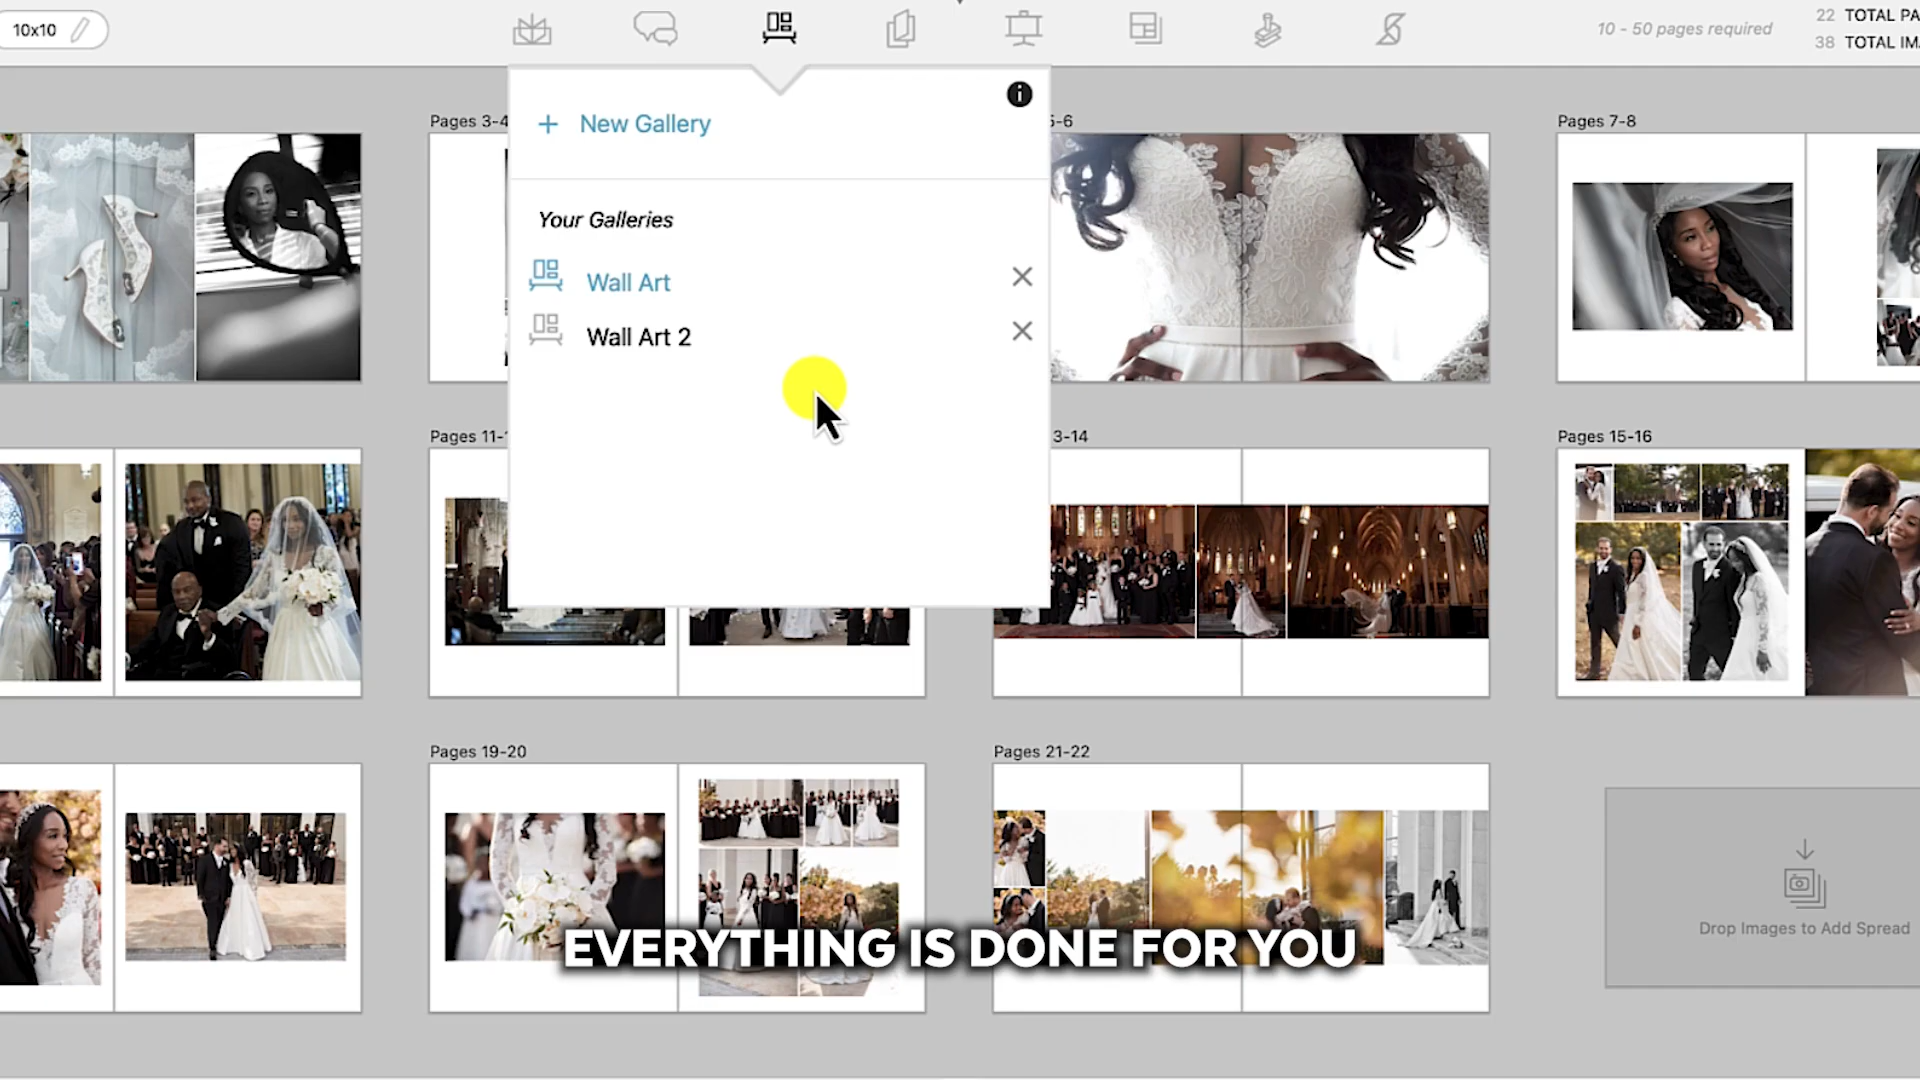 10x10
10 - 50 pages required
22 TOTAL PA
38 TOTAL IMA
Pages 3-4
5-6
Pages 7-8
New Gallery
Your Galleries
Wall Art
Wall Art 2
Pages 11-1
3-14
Pages 15-16
Pages 19-20
Pages 21-22
Drop Images to Add Spread
EVERYTHING IS DONE FOR YOU